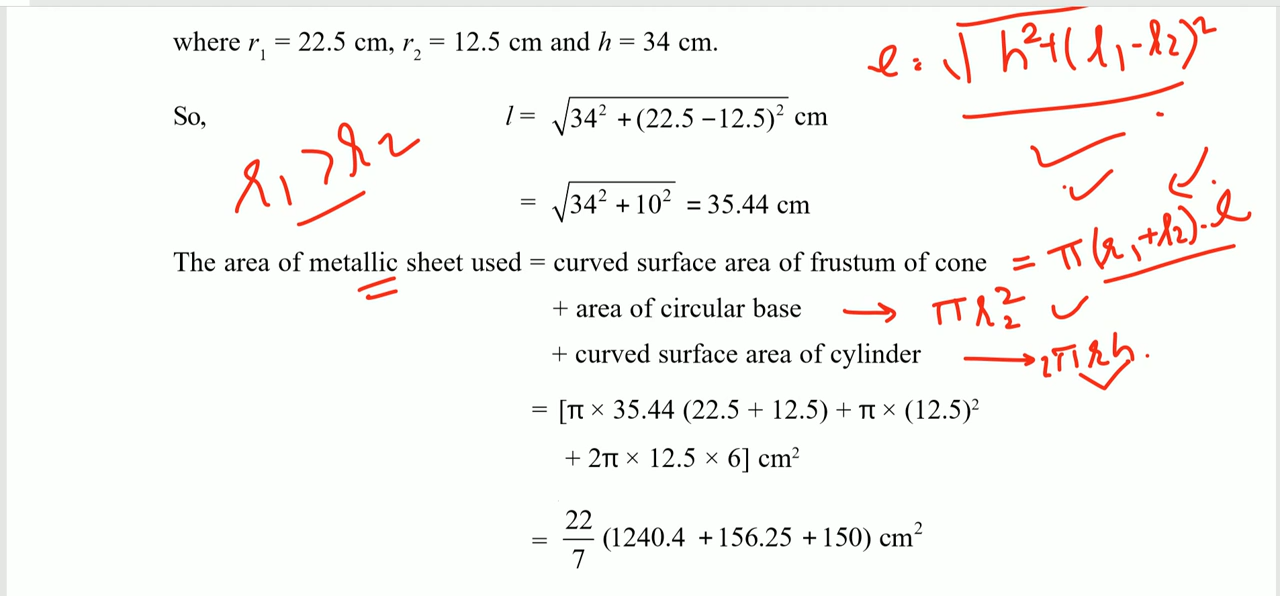 where r₁ = 22.5 cm, r₂ = 12.5 cm and h = 34 cm.
l = √h²+(r₁-r₂)²
So, l = √34² + (22.5 – 12.5)² cm
r₁ > r₂
= √34² + 10² = 35.44 cm
The area of metallic sheet used = curved surface area of frustum of cone = π(r₁+r₂).l
+ area of circular base → πr₂²
+ curved surface area of cylinder → 2πrh.
= [π × 35.44 (22.5 + 12.5) + π × (12.5)²
+ 2π × 12.5 × 6] cm²
= 22/7 (1240.4 + 156.25 + 150) cm²